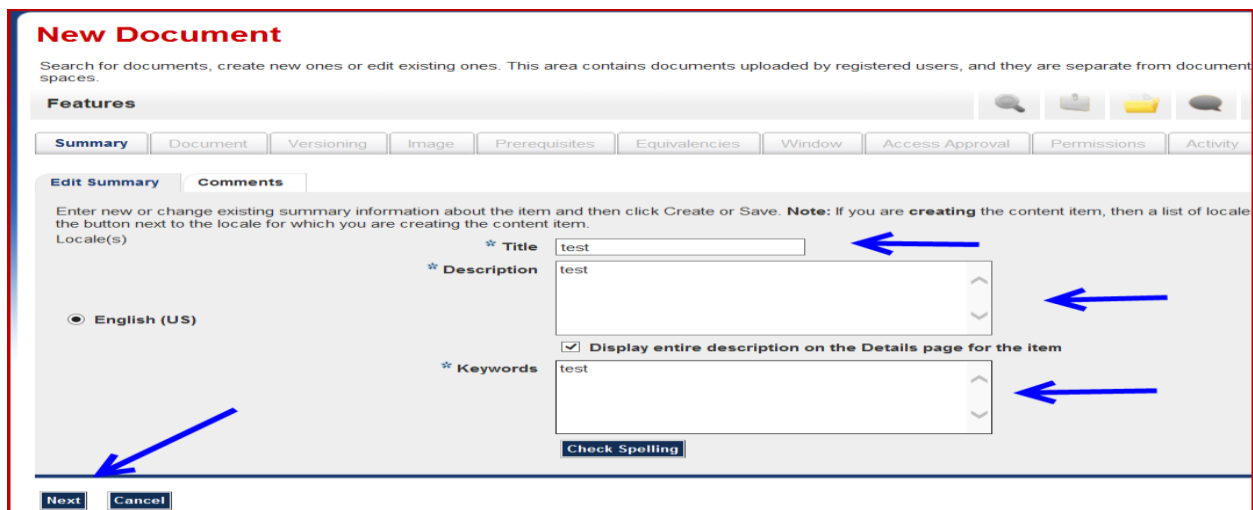 New Document
Search for documents, create new ones or edit existing ones. This area contains documents uploaded by registered users, and they are separate from document
spaces.
Features
Summary Document Versioning Image Prerequisites Equivalencies Window Access Approval Permissions Activity
Edit Summary Comments
Enter new or change existing summary information about the item and then click Create or Save. Note: If you are creating the content item, then a list of locale
the button next to the locale for which you are creating the content item.
Locale(s)
* Title test
* Description test
English (US)
Display entire description on the Details page for the item
* Keywords test
Check Spelling
Next Cancel